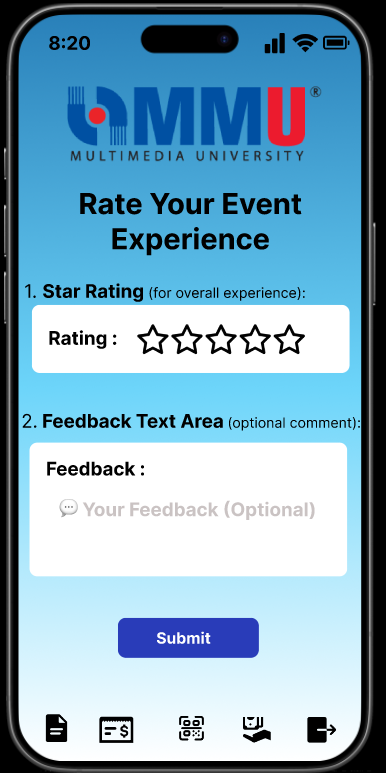 8:20
MMU®
MULTIMEDIA UNIVERSITY
Rate Your Event
Experience
1. Star Rating (for overall experience):
Rating :
2. Feedback Text Area (optional comment):
Feedback :
💬 Your Feedback (Optional)
Submit